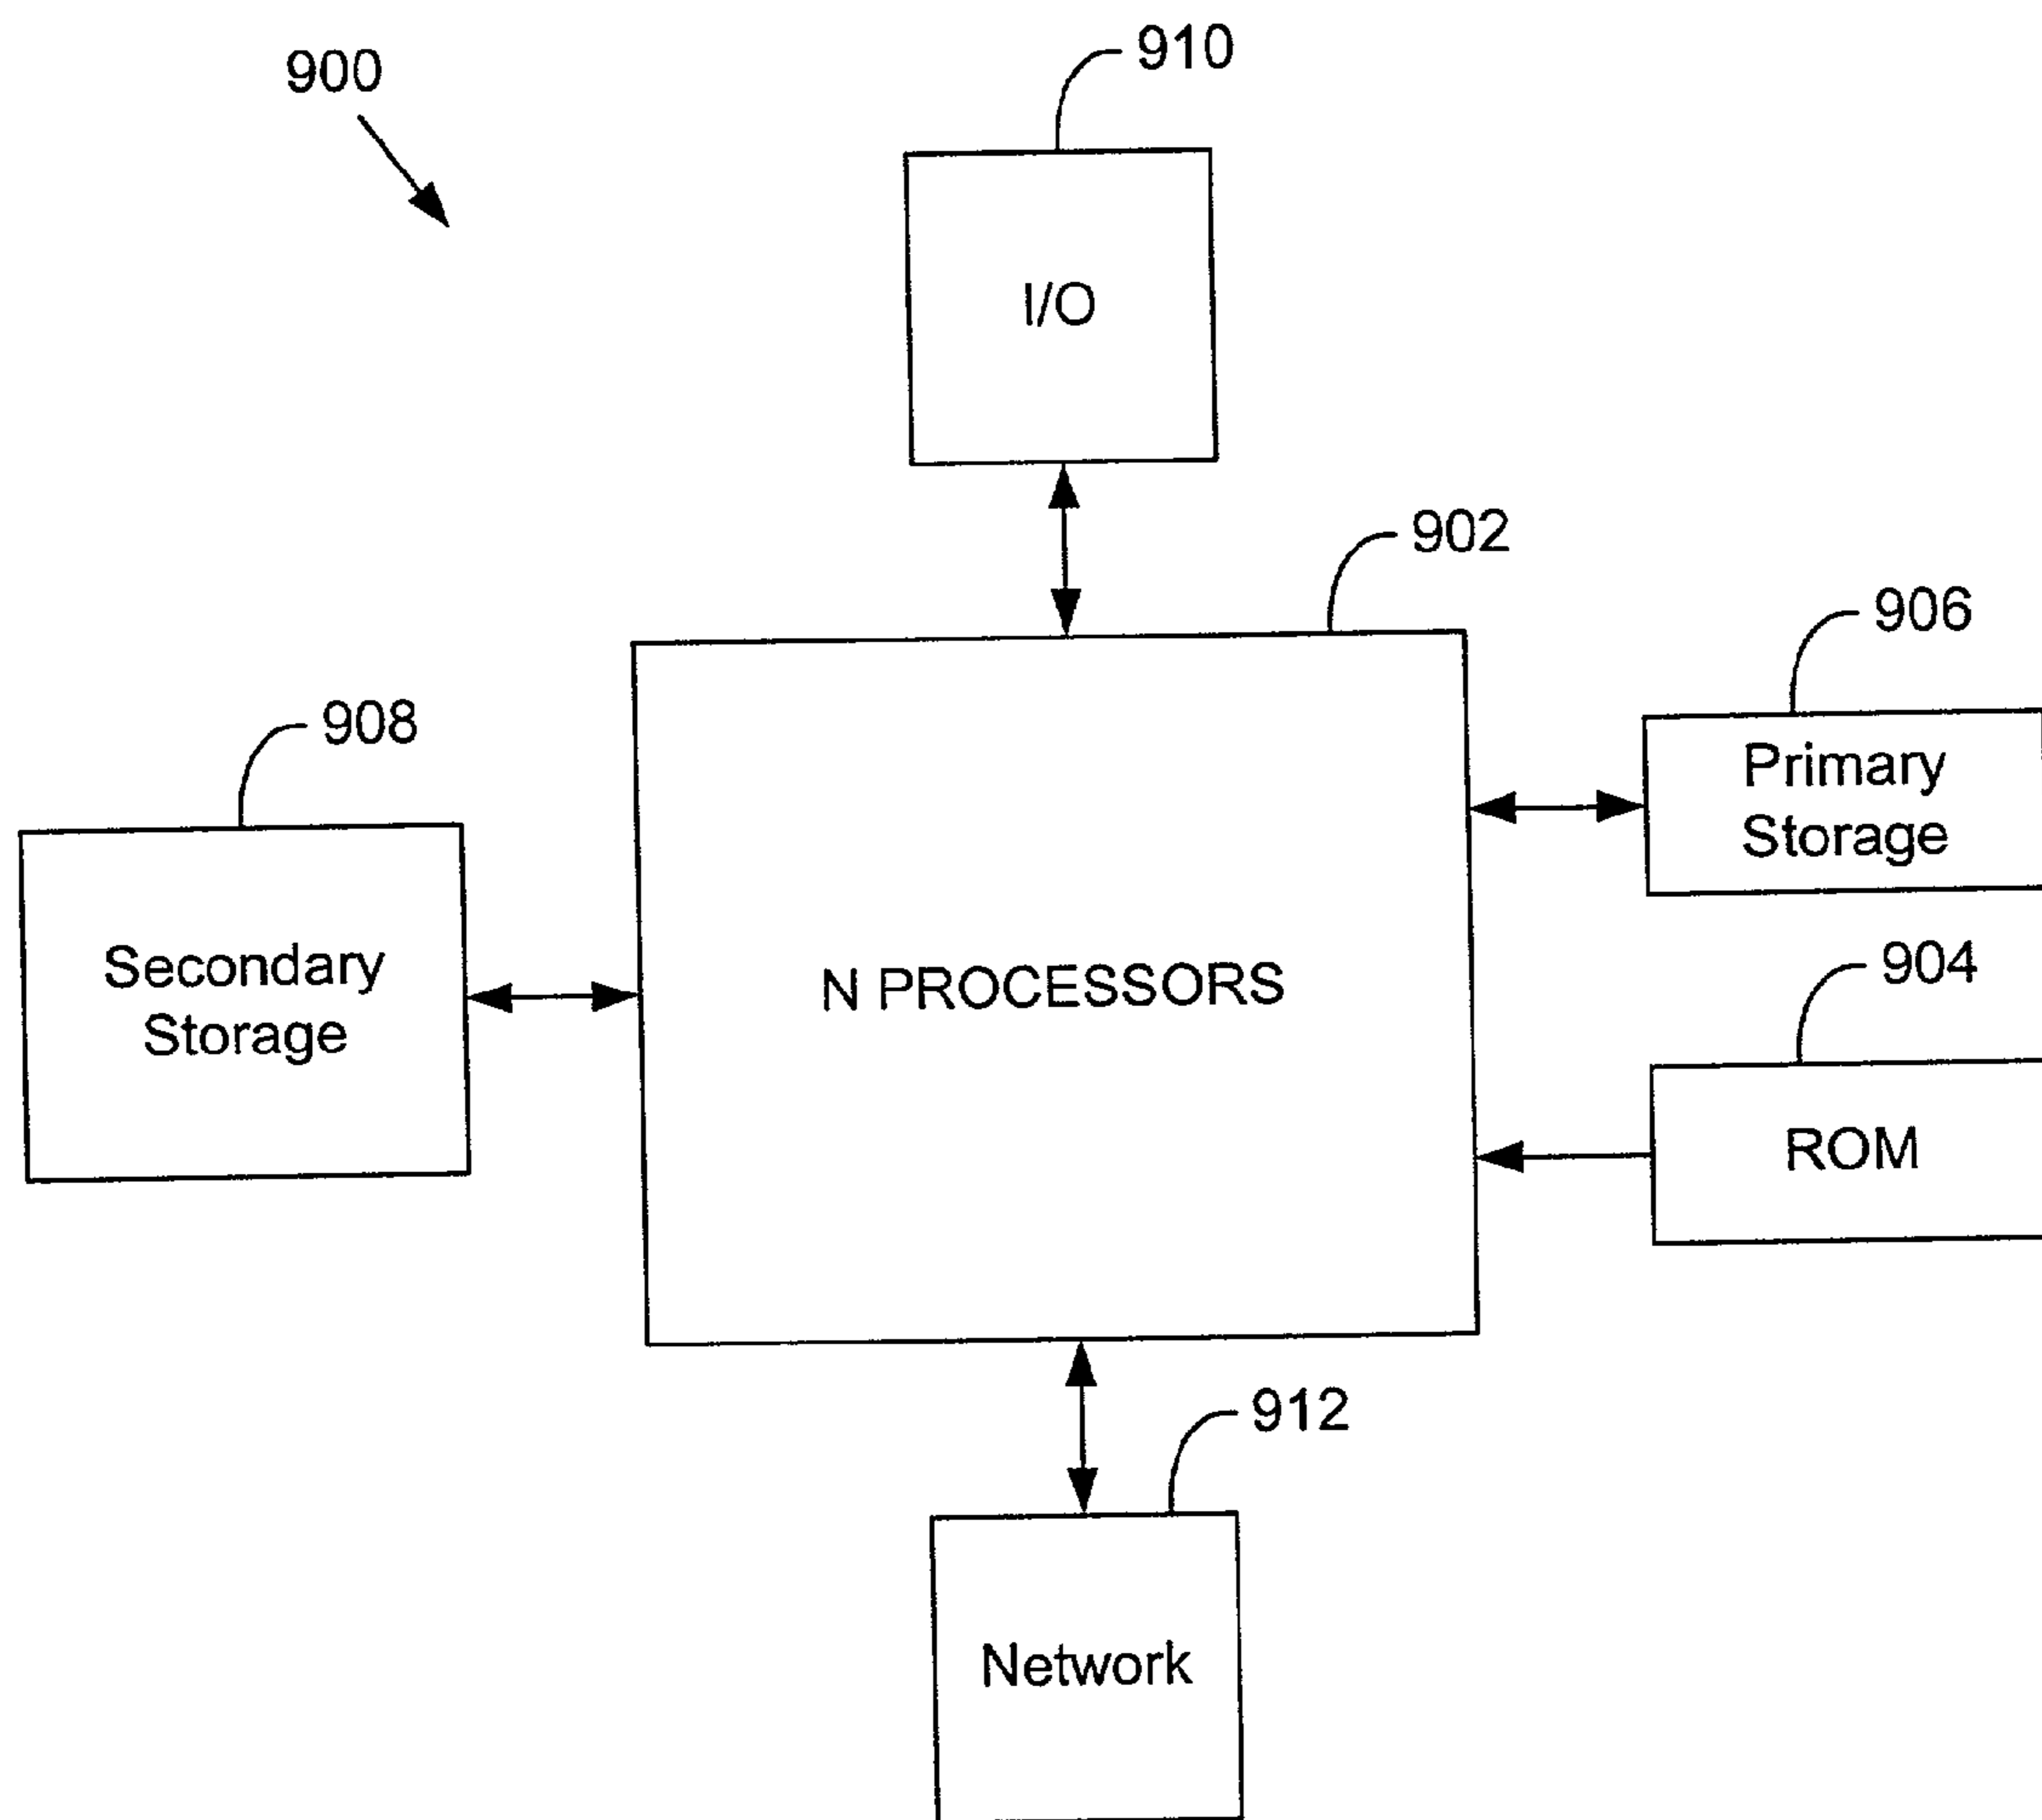 900
910
I/O
902
906
Primary
Storage
908
Secondary
Storage
N PROCESSORS
904
ROM
912
Network